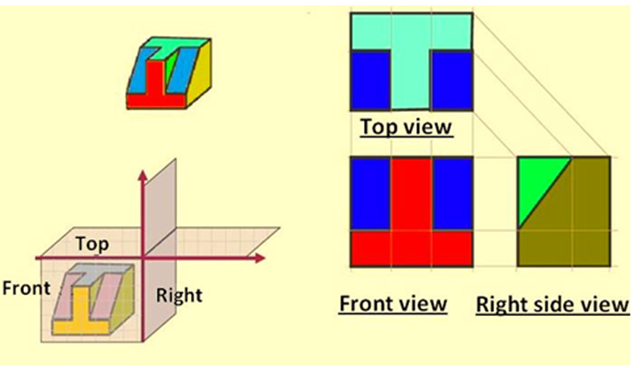 Top view
Top
Front
Right
Front view
Right side view